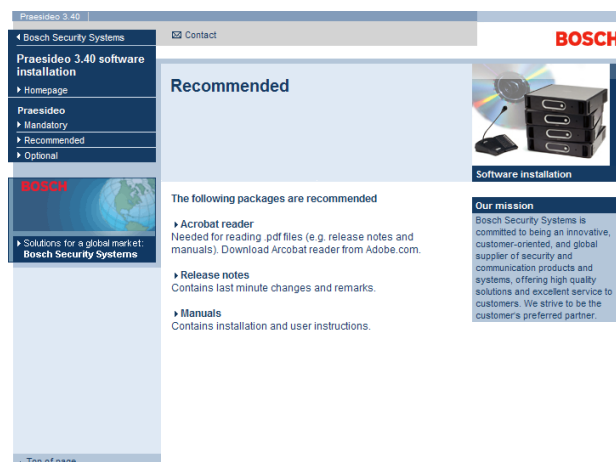 Praesideo 3.40
Bosch Security Systems
Contact
BOSCH
Praesideo 3.40 software
installation
Homepage
Praesideo
Mandatory
Recommended
Optional
BOSCH
Solutions for a global market:
Bosch Security Systems
Recommended
The following packages are recommended
Acrobat reader
Needed for reading .pdf files (e.g. release notes and
manuals). Download Arcobat reader from Adobe.com.
Release notes
Contains last minute changes and remarks.
Manuals
Contains installation and user instructions.
Software installation
Our mission
Bosch Security Systems is
committed to being an innovative,
customer-oriented, and global
supplier of security and
communication products and
systems, offering high quality
solutions and excellent service to
customers. We strive to be the
customer's preferred partner.
Top of page